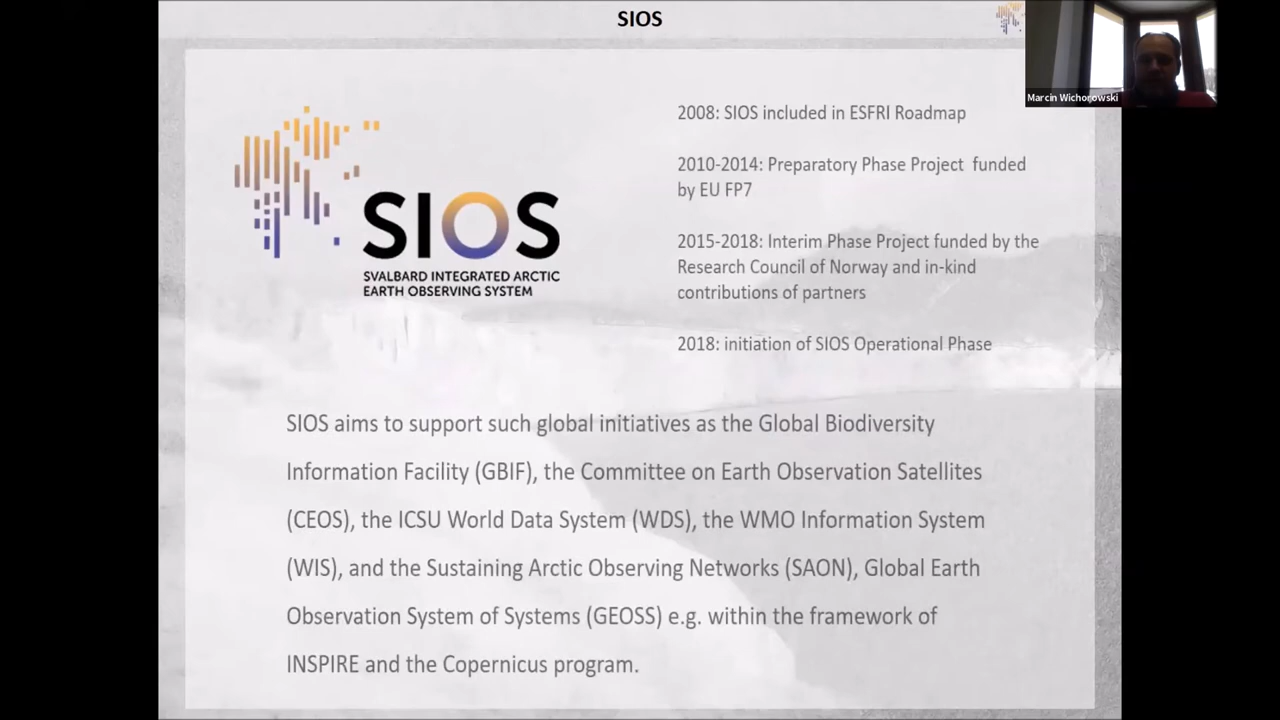 SIOS
Marcin Wichorowski
SIOS
SVALBARD INTEGRATED ARCTIC
EARTH OBSERVING SYSTEM
2008: SIOS included in ESFRI Roadmap
2010-2014: Preparatory Phase Project funded
by EU FP7
2015-2018: Interim Phase Project funded by the
Research Council of Norway and in-kind
contributions of partners
2018: initiation of SIOS Operational Phase
SIOS aims to support such global initiatives as the Global Biodiversity
Information Facility (GBIF), the Committee on Earth Observation Satellites
(CEOS), the ICSU World Data System (WDS), the WMO Information System
(WIS), and the Sustaining Arctic Observing Networks (SAON), Global Earth
Observation System of Systems (GEOSS) e.g. within the framework of
INSPIRE and the Copernicus program.